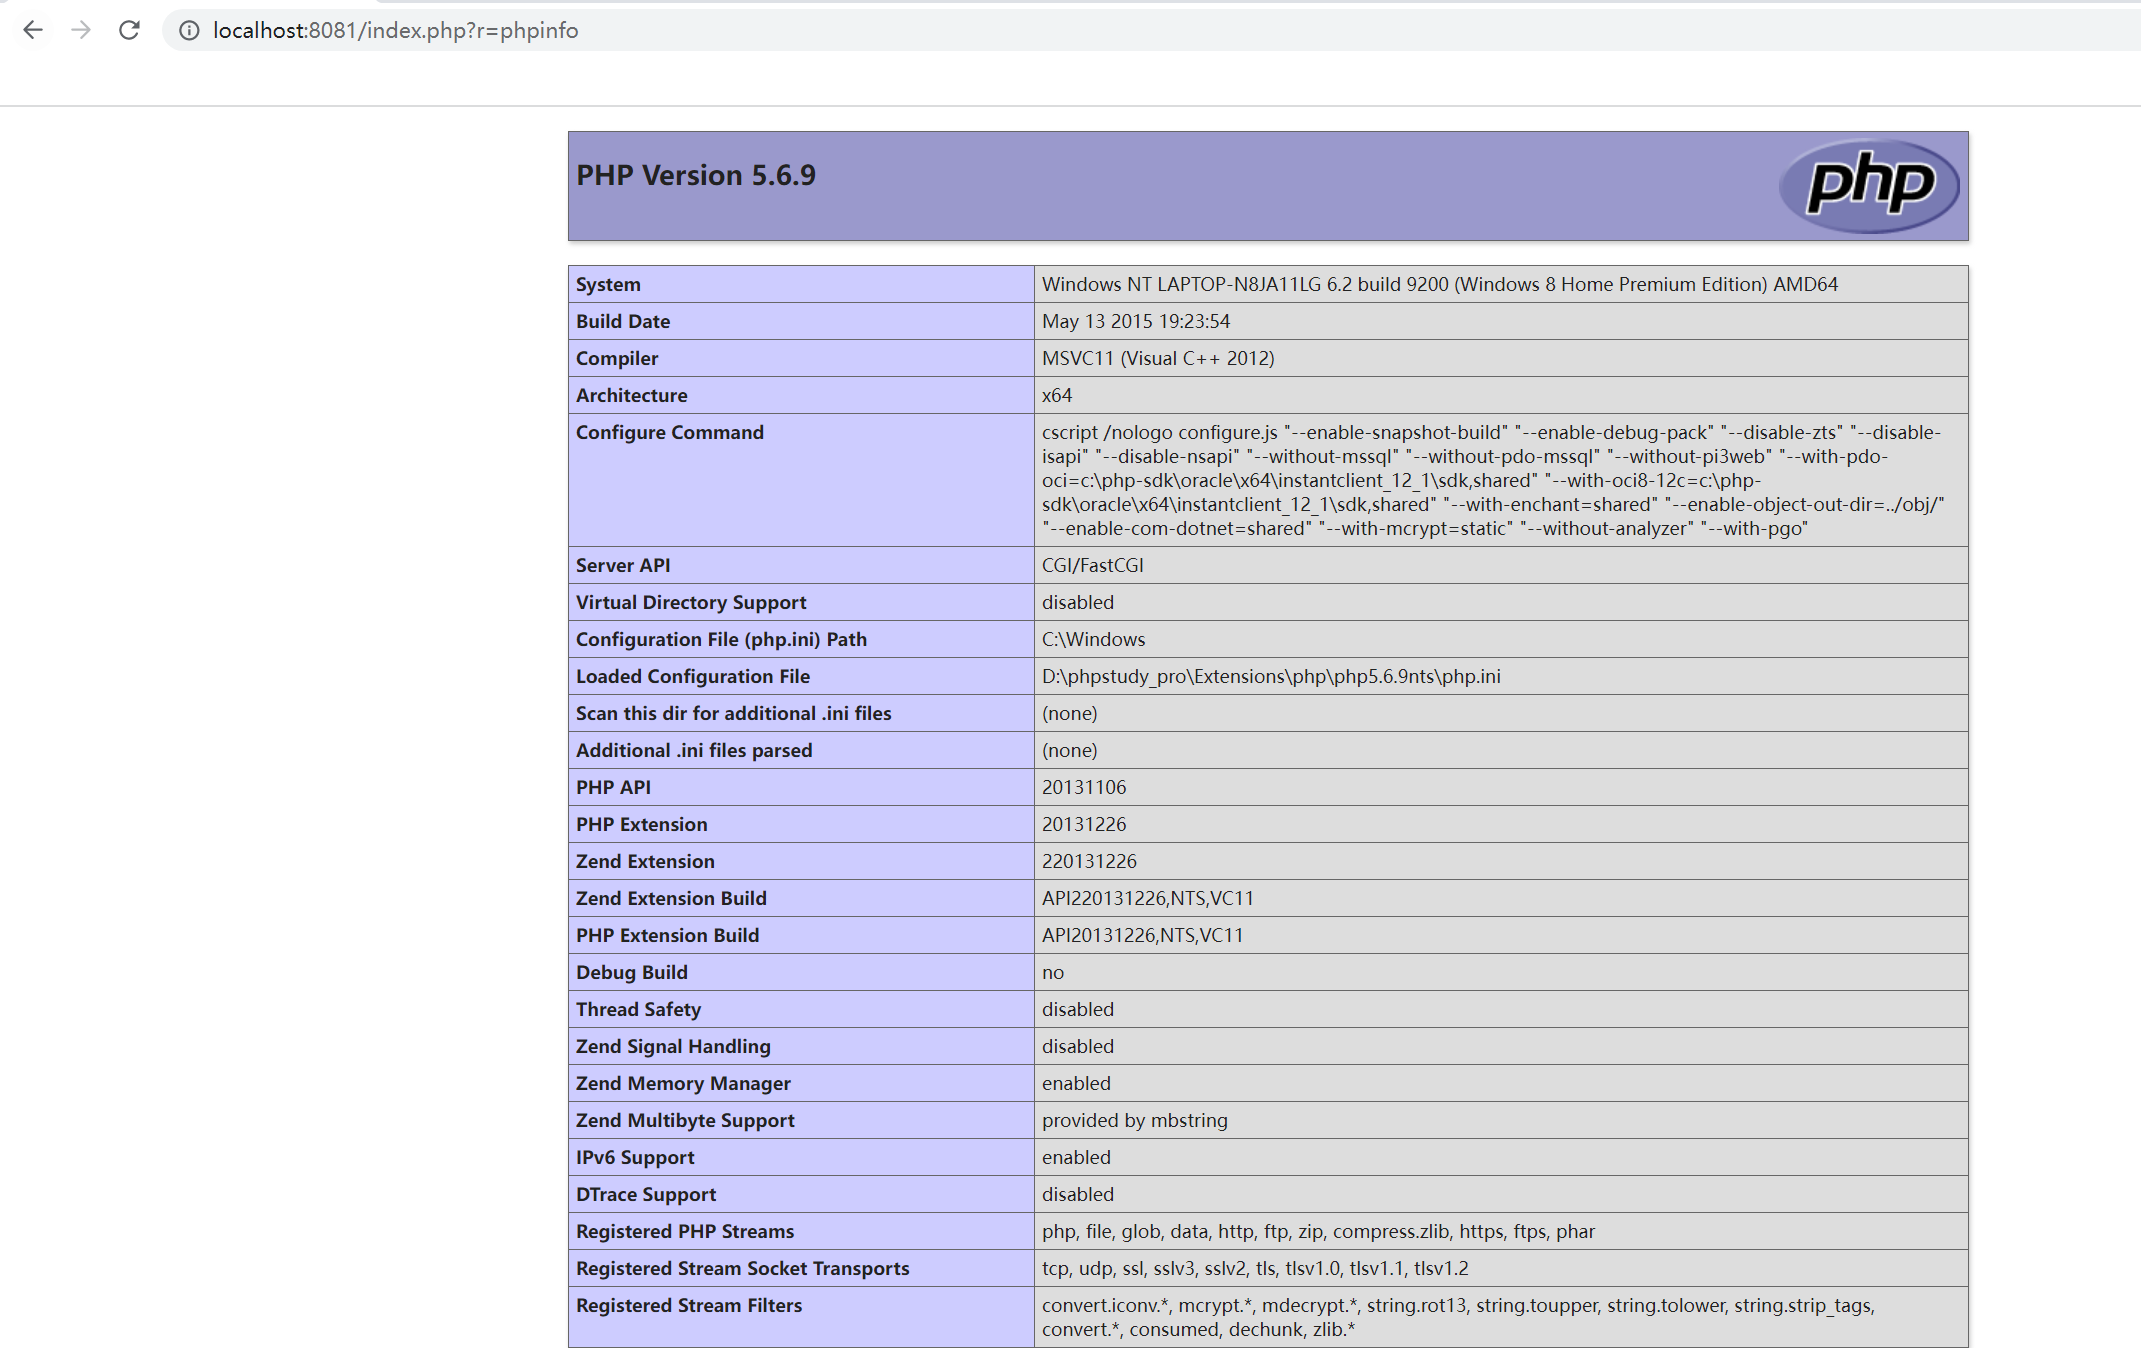 localhost:8081/index.php?r=phpinfo
PHP Version 5.6.9
php
System Windows NT LAPTOP-N8JA11LG 6.2 build 9200 (Windows 8 Home Premium Edition) AMD64
Build Date May 13 2015 19:23:54
Compiler MSVC11 (Visual C++ 2012)
Architecture x64
Configure Command cscript /nologo configure.js "--enable-snapshot-build" "--enable-debug-pack" "--disable-zts" "--disable-
isapi" "--disable-nsapi" "--without-mssql" "--without-pdo-mssql" "--without-pi3web" "--with-pdo-
oci=c:\php-sdk\oracle\x64\instantclient_12_1\sdk,shared" "--with-oci8-12c=c:\php-
sdk\oracle\x64\instantclient_12_1\sdk,shared" "--with-enchant=shared" "--enable-object-out-dir=../obj/"
"--enable-com-dotnet=shared" "--with-mcrypt=static" "--without-analyzer" "--with-pgo"
Server API CGI/FastCGI
Virtual Directory Support disabled
Configuration File (php.ini) Path C:\Windows
Loaded Configuration File D:\phpstudy_pro\Extensions\php\php5.6.9nts\php.ini
Scan this dir for additional .ini files (none)
Additional .ini files parsed (none)
PHP API 20131106
PHP Extension 20131226
Zend Extension 220131226
Zend Extension Build API220131226,NTS,VC11
PHP Extension Build API20131226,NTS,VC11
Debug Build no
Thread Safety disabled
Zend Signal Handling disabled
Zend Memory Manager enabled
Zend Multibyte Support provided by mbstring
IPv6 Support enabled
DTrace Support disabled
Registered PHP Streams php, file, glob, data, http, ftp, zip, compress.zlib, https, ftps, phar
Registered Stream Socket Transports tcp, udp, ssl, sslv3, sslv2, tls, tlsv1.0, tlsv1.1, tlsv1.2
Registered Stream Filters convert.iconv.*, mcrypt.*, mdecrypt.*, string.rot13, string.toupper, string.tolower, string.strip_tags,
convert.*, consumed, dechunk, zlib.*